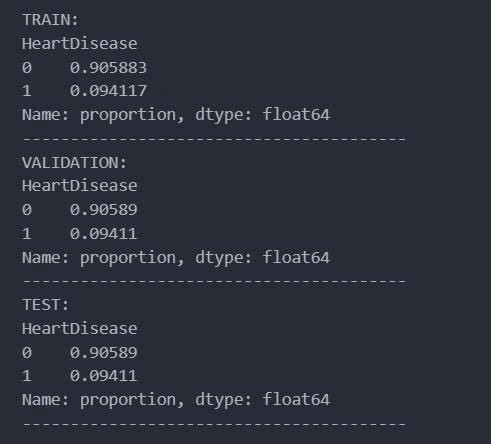 TRAIN:
HeartDisease
0    0.905883
1    0.094117
Name: proportion, dtype: float64
----------------------------------------
VALIDATION:
HeartDisease
0    0.90589
1    0.09411
Name: proportion, dtype: float64
----------------------------------------
TEST:
HeartDisease
0    0.90589
1    0.09411
Name: proportion, dtype: float64
----------------------------------------